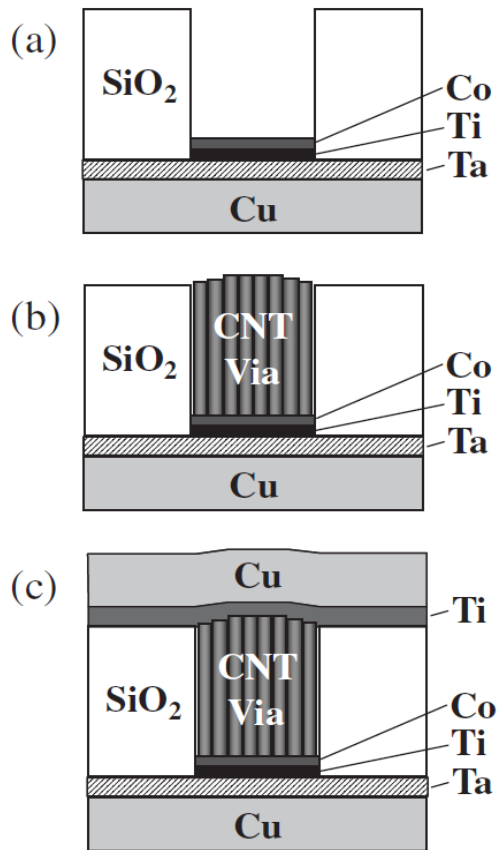 (a)
SiO₂
Co
Ti
Ta
Cu
(b)
CNT
Via
SiO₂
Co
Ti
Ta
Cu
(c)
Cu
Ti
CNT
Via
SiO₂
Co
Ti
Ta
Cu